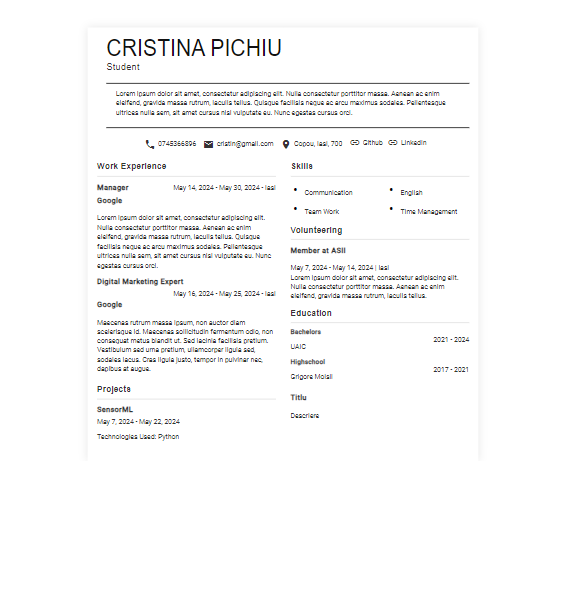 CRISTINA PICHIU
Student
Lorem ipsum dolor sit amet, consectetur adipiscing elit. Nulla consectetur porttitor massa. Aenean ac enim
eleifend, gravida massa rutrum, iaculis tellus. Quisque facilisis neque ac arcu maximus sodales. Pellentesque
ultrices nulla sem, sit amet cursus nisl vulputate eu. Nunc egestas cursus orci.
0745366896 cristin@gmail.com Copou, Iasi, 700 Github Linkedin
Work Experience
Manager May 14, 2024 - May 30, 2024 - Iasi
Google
Lorem ipsum dolor sit amet, consectetur adipiscing elit.
Nulla consectetur porttitor massa. Aenean ac enim
eleifend, gravida massa rutrum, iaculis tellus. Quisque
facilisis neque ac arcu maximus sodales. Pellentesque
ultrices nulla sem, sit amet cursus nisl vulputate eu. Nunc
egestas cursus orci.
Digital Marketing Expert
May 16, 2024 - May 25, 2024 - Iasi
Google
Maecenas rutrum massa ipsum, non auctor diam
scelerisque id. Maecenas sollicitudin fermentum odio, non
consequat metus blandit ut. Sed lacinia facilisis pretium.
Vestibulum sed urna pretium, ullamcorper ligula sed,
sodales lacus. Cras ligula justo, tempor in pulvinar nec,
dapibus at augue.
Projects
SensorML
May 7, 2024 - May 22, 2024
Technologies Used: Python
Skills
Communication
English
Team Work
Time Management
Volunteering
Member at ASII
May 7, 2024 - May 14, 2024 | Iasi
Lorem ipsum dolor sit amet, consectetur adipiscing elit.
Nulla consectetur porttitor massa. Aenean ac enim
eleifend, gravida massa rutrum, iaculis tellus.
Education
Bachelors
2021 - 2024
UAIC
Highschool
2017 - 2021
Grigore Moisil
Titlu
Descriere